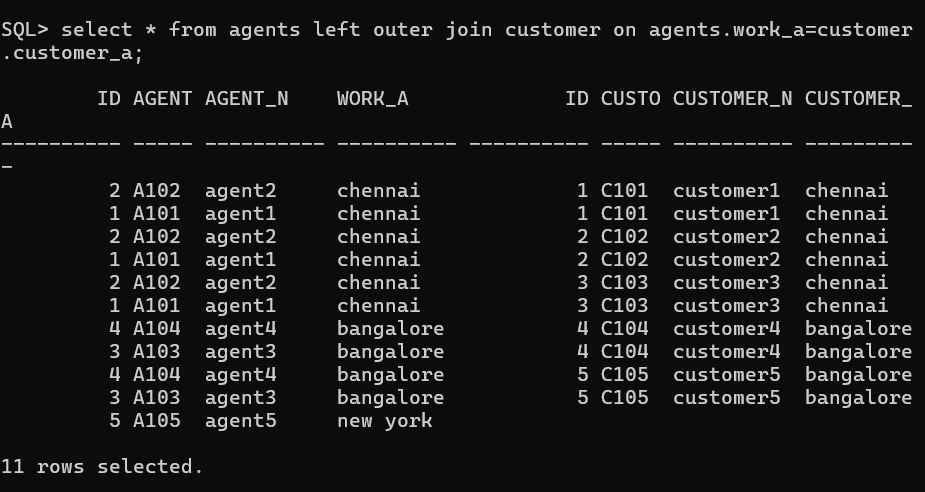 SQL> select * from agents left outer join customer on agents.work_a=customer
.customer_a;

        ID AGENT AGENT_N    WORK_A             ID CUSTO CUSTOMER_N CUSTOMER_
A
---------- ----- ---------- ---------- ---------- ----- ---------- ---------
-
         2 A102  agent2     chennai             1 C101  customer1  chennai
         1 A101  agent1     chennai             1 C101  customer1  chennai
         2 A102  agent2     chennai             2 C102  customer2  chennai
         1 A101  agent1     chennai             2 C102  customer2  chennai
         2 A102  agent2     chennai             3 C103  customer3  chennai
         1 A101  agent1     chennai             3 C103  customer3  chennai
         4 A104  agent4     bangalore           4 C104  customer4  bangalore
         3 A103  agent3     bangalore           4 C104  customer4  bangalore
         4 A104  agent4     bangalore           5 C105  customer5  bangalore
         3 A103  agent3     bangalore           5 C105  customer5  bangalore
         5 A105  agent5     new york

11 rows selected.